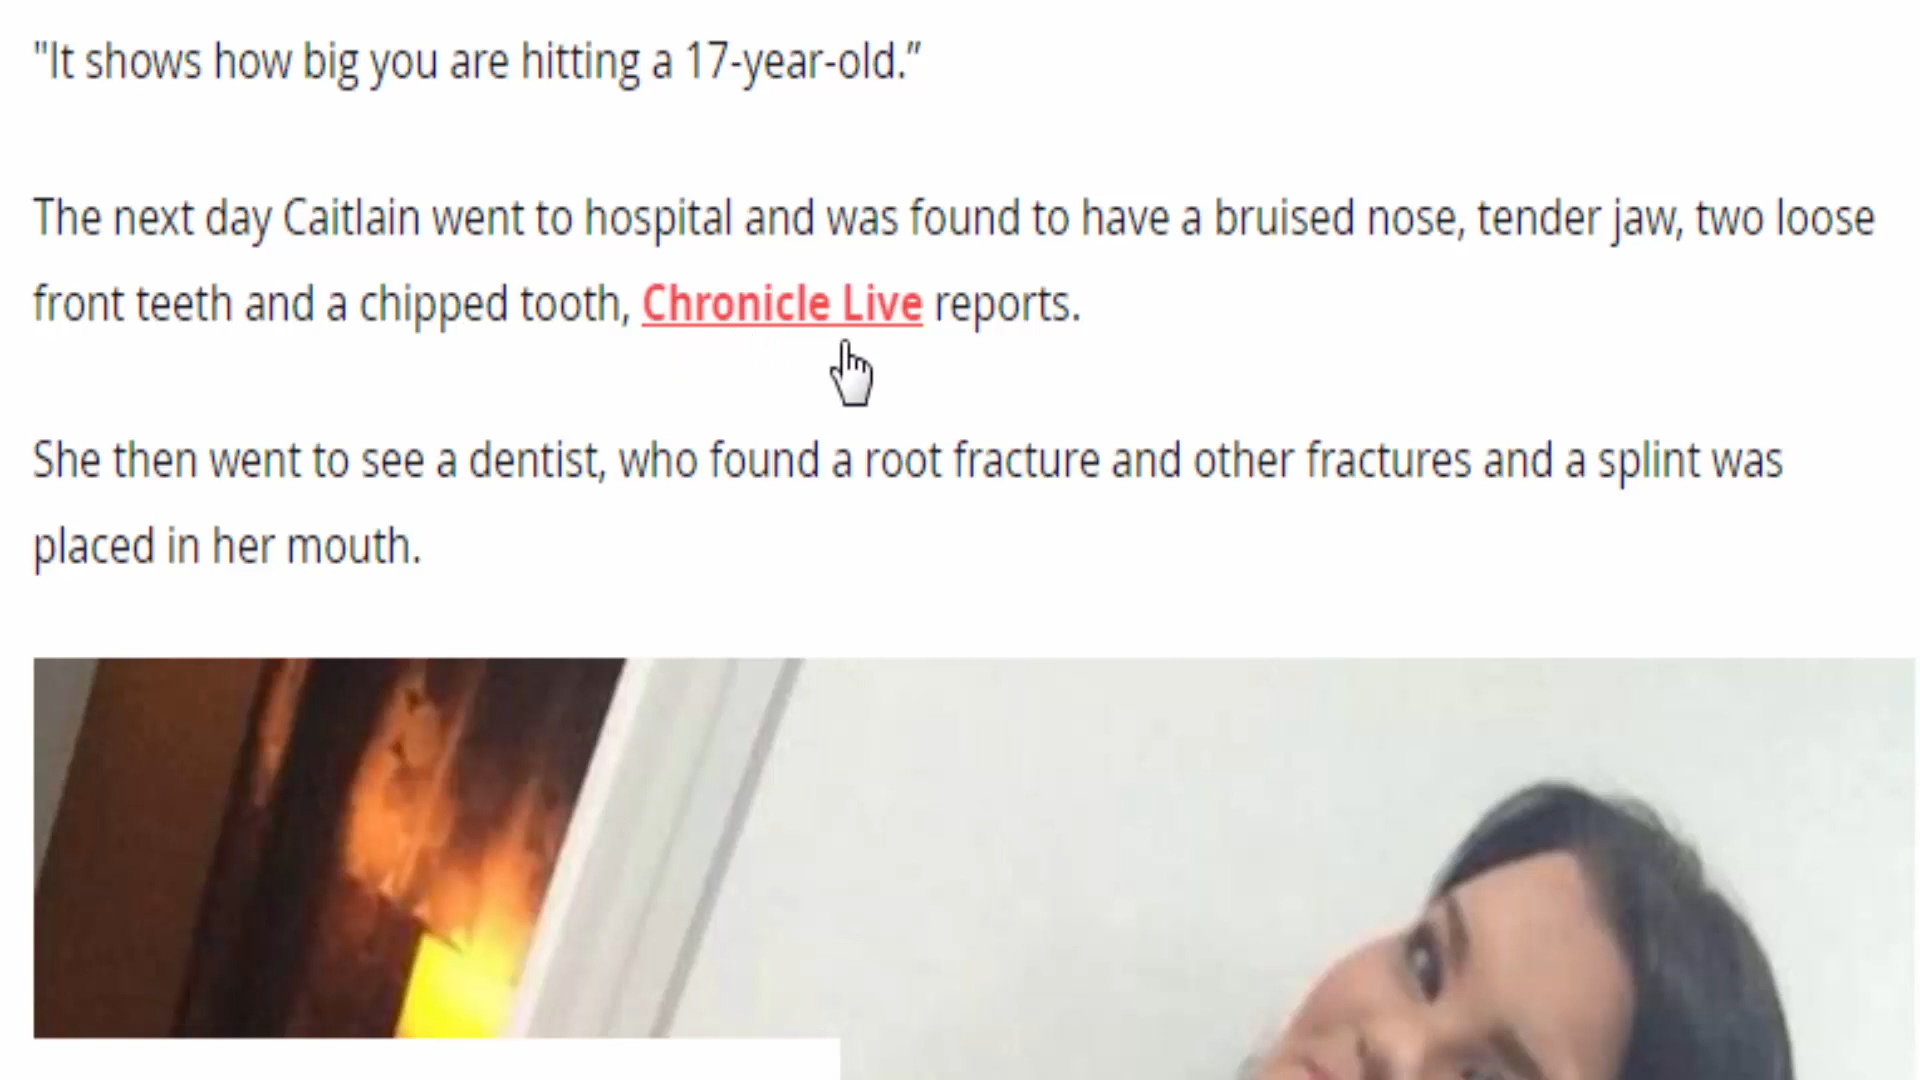 "It shows how big you are hitting a 17-year-old.”
The next day Caitlain went to hospital and was found to have a bruised nose, tender jaw, two loose
front teeth and a chipped tooth, Chronicle Live reports.
She then went to see a dentist, who found a root fracture and other fractures and a splint was
placed in her mouth.